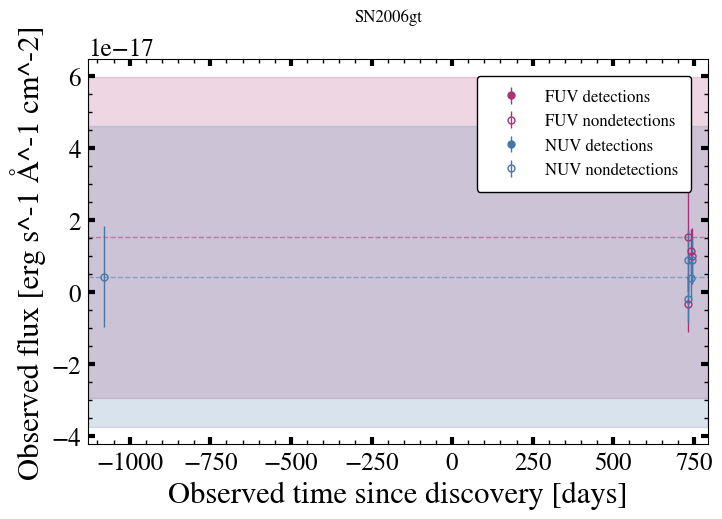 SN2006gt
1e−17
6
4
2
0
−2
−4
Observed flux [erg s^-1 Å^-1 cm^-2]
FUV detections
FUV nondetections
NUV detections
NUV nondetections
−1000 −750 −500 −250 0 250 500 750
Observed time since discovery [days]